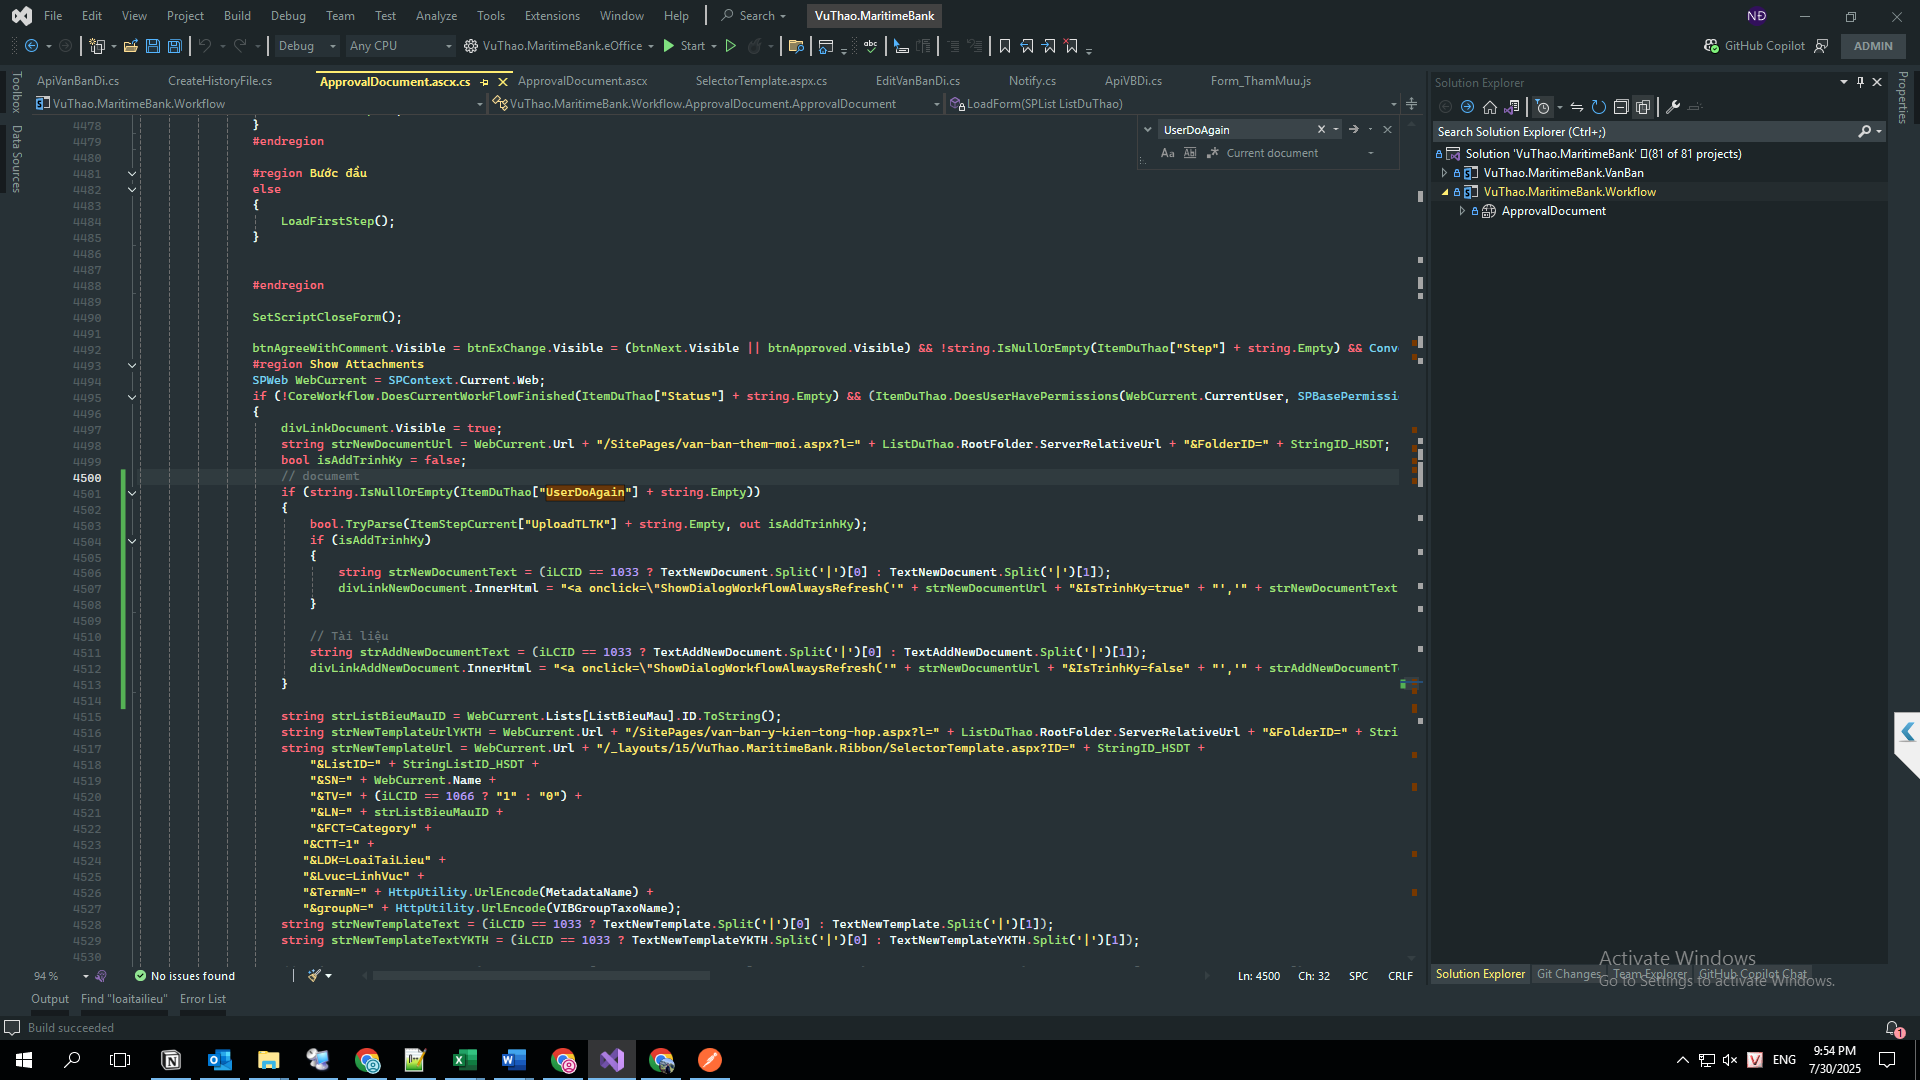 File Edit View Project Build Debug Team Test Analyze Tools Extensions Window Help Search VuThao.MaritimeBank NĐ
Debug Any CPU VuThao.MaritimeBank.eOffice Start GitHub Copilot ADMIN
ApiVanBanDi.cs CreateHistoryFile.cs ApprovalDocument.ascx.cs ApprovalDocument.ascx SelectorTemplate.aspx.cs EditVanBanDi.cs Notify.cs ApiVBDi.cs Form_ThamMuu.js
VuThao.MaritimeBank.Workflow VuThao.MaritimeBank.Workflow.ApprovalDocument.ApprovalDocument LoadForm(SPList ListDuThao)
Toolbox
Data Sources
UserDoAgain
Aa Current document
4478 }
4479 #endregion
4480
4481 #region Bước đầu
4482 else
4483 {
4484 LoadFirstStep();
4485 }
4486
4487
4488 #endregion
4489
4490 SetScriptCloseForm();
4491
4492 btnAgreeWithComment.Visible = btnExChange.Visible = (btnNext.Visible || btnApproved.Visible) && !string.IsNullOrEmpty(ItemDuThao["Step"] + string.Empty) && Conv
4493 #region Show Attachments
4494 SPWeb WebCurrent = SPContext.Current.Web;
4495 if (!CoreWorkflow.DoesCurrentWorkFlowFinished(ItemDuThao["Status"] + string.Empty) && (ItemDuThao.DoesUserHavePermissions(WebCurrent.CurrentUser, SPBasePermissi
4496 {
4497 divLinkDocument.Visible = true;
4498 string strNewDocumentUrl = WebCurrent.Url + "/SitePages/van-ban-them-moi.aspx?l=" + ListDuThao.RootFolder.ServerRelativeUrl + "&FolderID=" + StringID_HSDT;
4499 bool isAddTrinhKy = false;
4500 // documemt
4501 if (string.IsNullOrEmpty(ItemDuThao["UserDoAgain"] + string.Empty))
4502 {
4503 bool.TryParse(ItemStepCurrent["UploadTLTK"] + string.Empty, out isAddTrinhKy);
4504 if (isAddTrinhKy)
4505 {
4506 string strNewDocumentText = (iLCID == 1033 ? TextNewDocument.Split('|')[0] : TextNewDocument.Split('|')[1]);
4507 divLinkNewDocument.InnerHtml = "<a onclick=\"ShowDialogWorkflowAlwaysRefresh('" + strNewDocumentUrl + "&IsTrinhKy=true" + "','" + strNewDocumentText
4508 }
4509
4510 // Tài liệu
4511 string strAddNewDocumentText = (iLCID == 1033 ? TextAddNewDocument.Split('|')[0] : TextAddNewDocument.Split('|')[1]);
4512 divLinkAddNewDocument.InnerHtml = "<a onclick=\"ShowDialogWorkflowAlwaysRefresh('" + strNewDocumentUrl + "&IsTrinhKy=false" + "','" + strAddNewDocumentT
4513 }
4514
4515 string strListBieuMauID = WebCurrent.Lists[ListBieuMau].ID.ToString();
4516 string strNewTemplateUrlYKTH = WebCurrent.Url + "/SitePages/van-ban-y-kien-tong-hop.aspx?l=" + ListDuThao.RootFolder.ServerRelativeUrl + "&FolderID=" + Stri
4517 string strNewTemplateUrl = WebCurrent.Url + "/_layouts/15/VuThao.MaritimeBank.Ribbon/SelectorTemplate.aspx?ID=" + StringID_HSDT +
4518 "&ListID=" + StringListID_HSDT +
4519 "&SN=" + WebCurrent.Name +
4520 "&TV=" + (iLCID == 1066 ? "1" : "0") +
4521 "&LN=" + strListBieuMauID +
4522 "&FCT=Category" +
4523 "&CTT=1" +
4524 "&LDK=LoaiTaiLieu" +
4525 "&Lvuc=LinhVuc" +
4526 "&TermN=" + HttpUtility.UrlEncode(MetadataName) +
4527 "&groupN=" + HttpUtility.UrlEncode(VIBGroupTaxoName);
4528 string strNewTemplateText = (iLCID == 1033 ? TextNewTemplate.Split('|')[0] : TextNewTemplate.Split('|')[1]);
4529 string strNewTemplateTextYKTH = (iLCID == 1033 ? TextNewTemplateYKTH.Split('|')[0] : TextNewTemplateYKTH.Split('|')[1]);
4530
94 % No issues found Ln: 4500 Ch: 32 SPC CRLF
Output Find "loaitailieu" Error List
Build succeeded
Solution Explorer
Search Solution Explorer (Ctrl+;)
Solution 'VuThao.MaritimeBank' (81 of 81 projects)
VuThao.MaritimeBank.VanBan
VuThao.MaritimeBank.Workflow
ApprovalDocument
Properties
Solution Explorer Git Changes Team Explorer GitHub Copilot Chat
Activate Windows
Go to Settings to activate Windows.
1
ENG
9:54 PM
7/30/2025